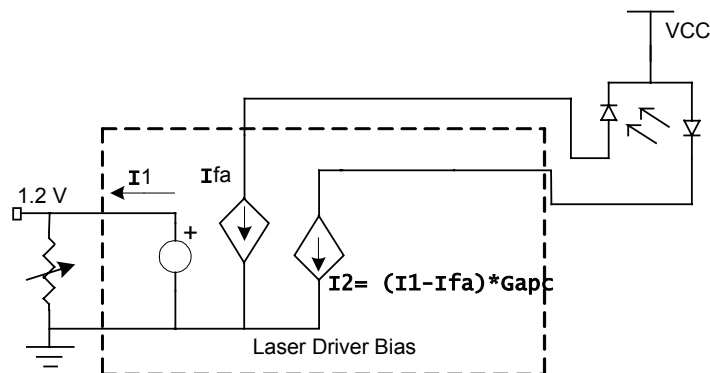 VCC
I1
Ifa
1.2 V
+
I2= (I1-Ifa)*Gapc
Laser Driver Bias